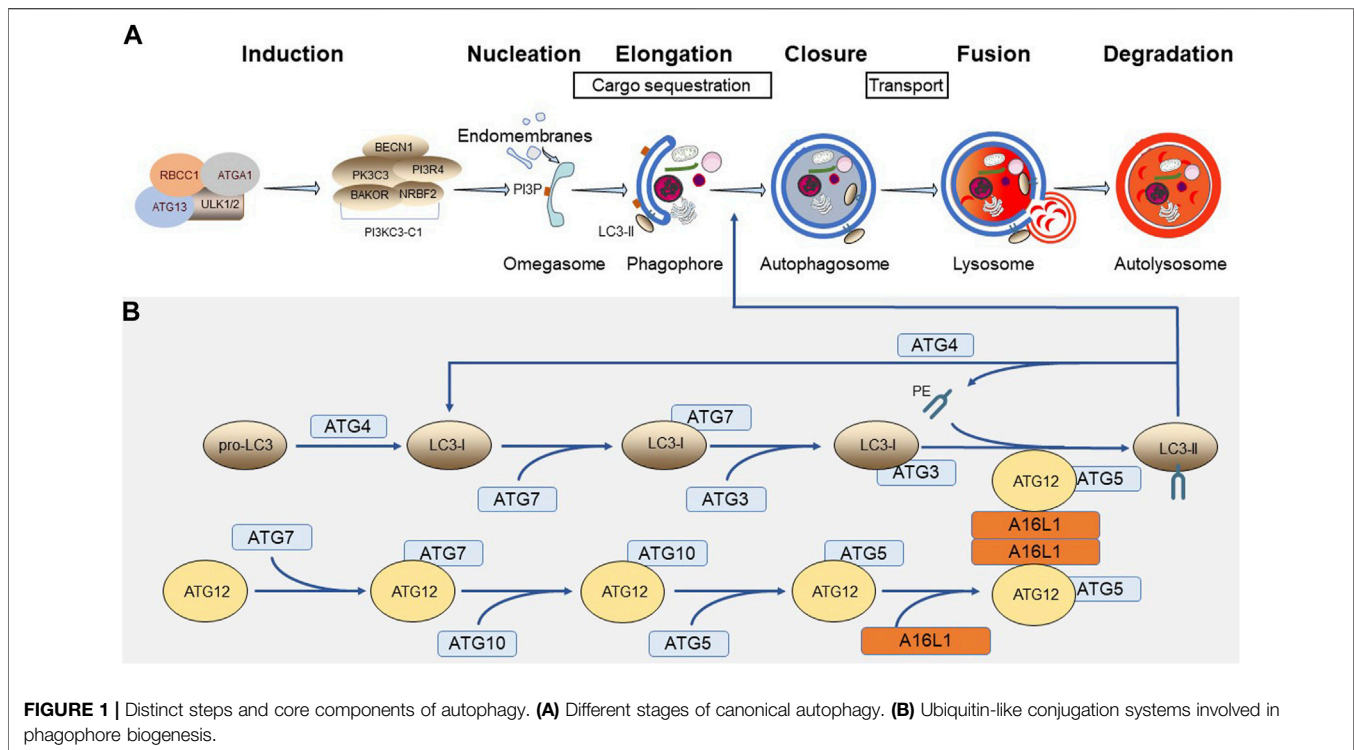 A
Induction
Nucleation
Elongation
Closure
Fusion
Degradation
Cargo sequestration
Transport
Endomembranes
BECN1
RBCC1
ATGA1
PK3C3
PI3R4
ATG13
ULK1/2
BAKOR
NRBF2
PI3P
PI3KC3-C1
LC3-II
Omegasome
Phagophore
Autophagosome
Lysosome
Autolysosome
B
ATG4
PE
pro-LC3
ATG4
LC3-I
ATG7
LC3-I
LC3-I
LC3-II
ATG7
ATG3
ATG3
ATG12
ATG5
A16L1
A16L1
ATG7
ATG7
ATG10
ATG5
ATG12
ATG12
ATG12
ATG12
ATG12
ATG5
ATG10
ATG5
A16L1
FIGURE 1 | Distinct steps and core components of autophagy. (A) Different stages of canonical autophagy. (B) Ubiquitin-like conjugation systems involved in
phagophore biogenesis.